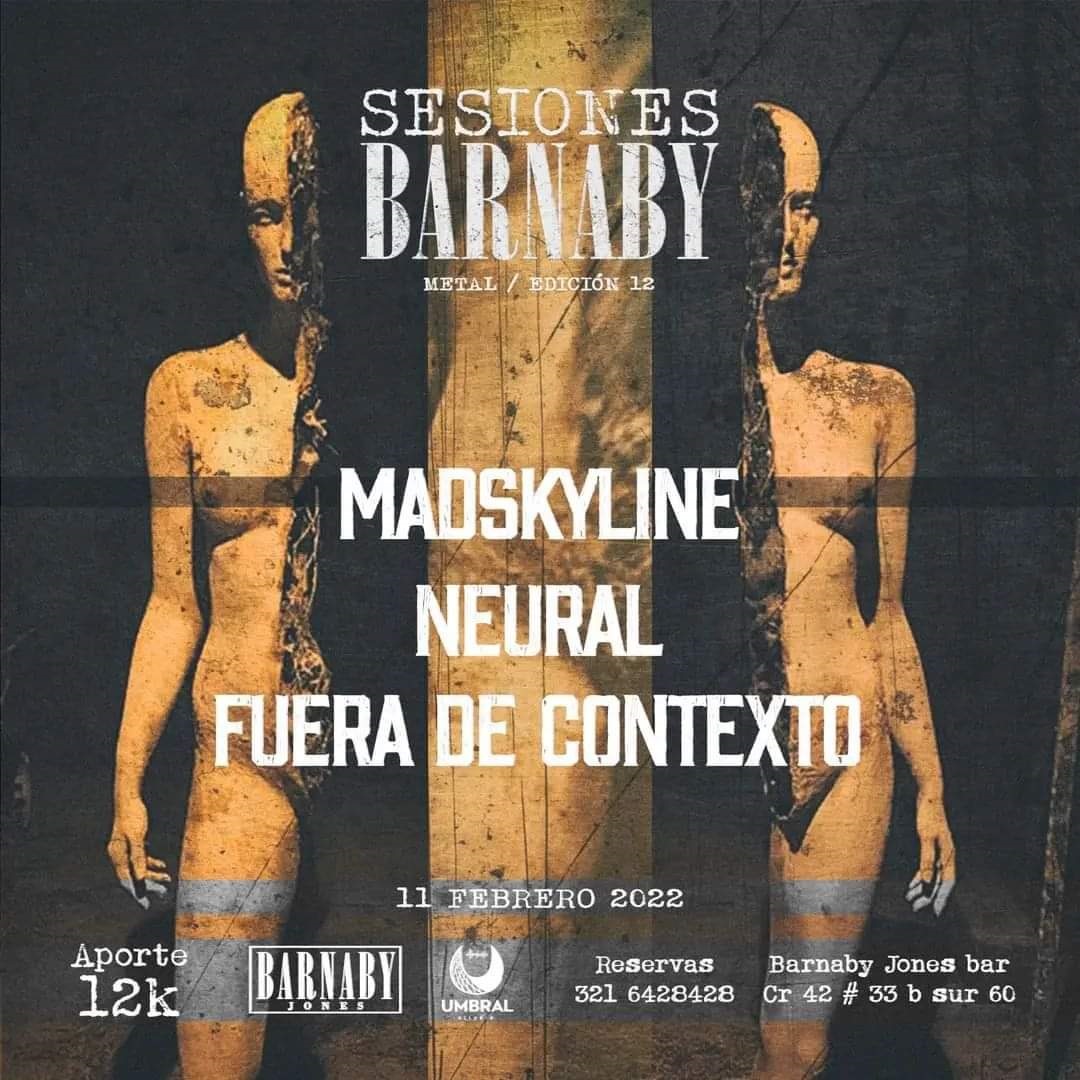 SESIONES
BARNABY
METAL / EDICIÓN 12
MADSKYLINE
NEURAL
FUERA DE CONTEXTO
11 FEBRERO 2022
Aporte
12k
BARNABY
JONES
UMBRAL
Reservas
321 6428428
Barnaby Jones bar
Cr 42 # 33 b sur 60